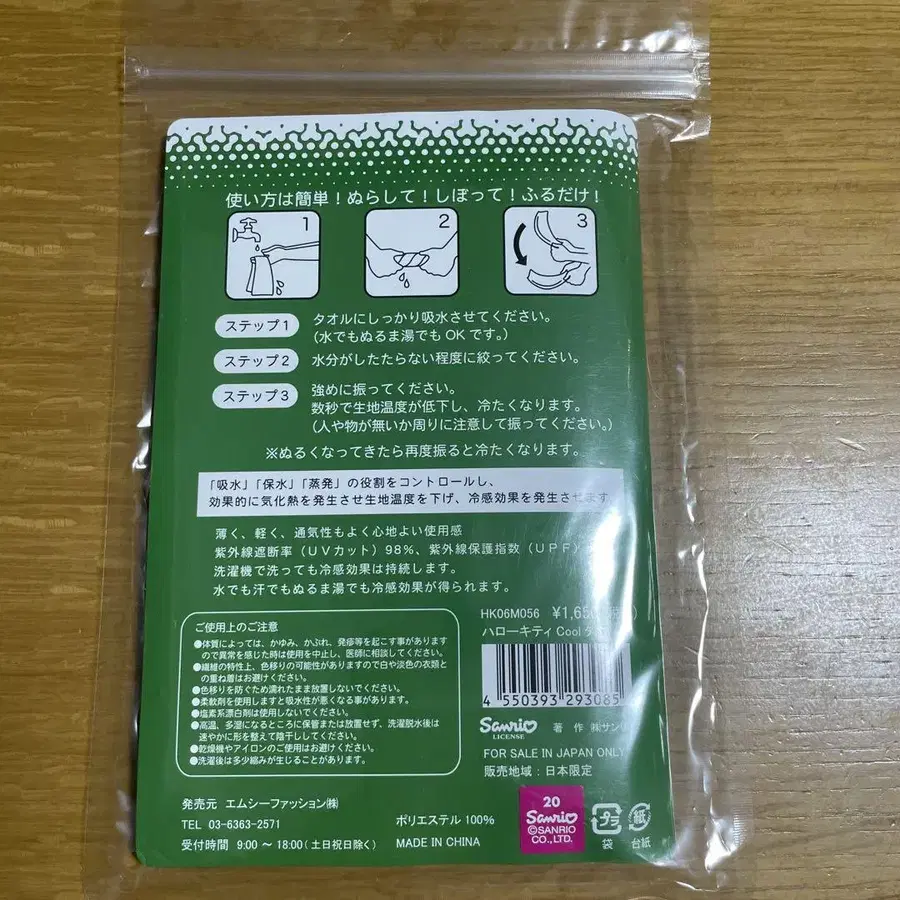 使い方は簡単！ぬらして！しぼって！ふるだけ！
1
2
3
ステップ1
タオルにしっかり吸水させてください。
（水でもぬるま湯でもOKです。）
ステップ2
水分がしたたらない程度に絞ってください。
ステップ3
強めに振ってください。
数秒で生地温度が低下し、冷たくなります。
（人や物が無いか周りに注意して振ってください。）
※ぬるくなってきたら再度振ると冷たくなります。
「吸水」「保水」「蒸発」の役割をコントロールし、
効果的に気化熱を発生させ生地温度を下げ、冷感効果を発生させます
薄く、軽く、通気性もよく心地よい使用感
紫外線遮断率（UVカット）98％、紫外線保護指数（UPF）
洗濯機で洗っても冷感効果は持続します。
水でも汗でもぬるま湯でも冷感効果が得られます。
ご使用上のご注意
●体質によっては、かゆみ、かぶれ、発疹等を起こす事があります
ので異常を感じた時は使用を中止し、医師に相談してください。
●繊維の特性上、色移りの可能性がありますので白や淡色の衣類と
の重ね着はお避けください。
●色移りを防ぐため濡れたまま放置しないでください。
●柔軟剤を使用しますと吸水性が悪くなる事があります。
●塩素系漂白剤は使用しないでください。
●高温、多湿になるところに保管または放置せず、洗濯脱水後は
速やかに形を整えて陰干ししてください。
●乾燥機やアイロンのご使用はお避けください。
●洗濯後は多少縮みが生じることがあります。
HK06M056 ¥1,65
ハローキティ Cool
4 550393 293085
Sanrio
LICENSE
著作 ㈱サンリ
FOR SALE IN JAPAN ONLY
販売地域：日本限定
発売元 エムシーファッション㈱
TEL 03-6363-2571
受付時間 9:00～18:00（土日祝日除く）
ポリエステル 100％
MADE IN CHINA
20
Sanrio
©SANRIO
CO.,LTD.
プラ
袋
紙
台紙